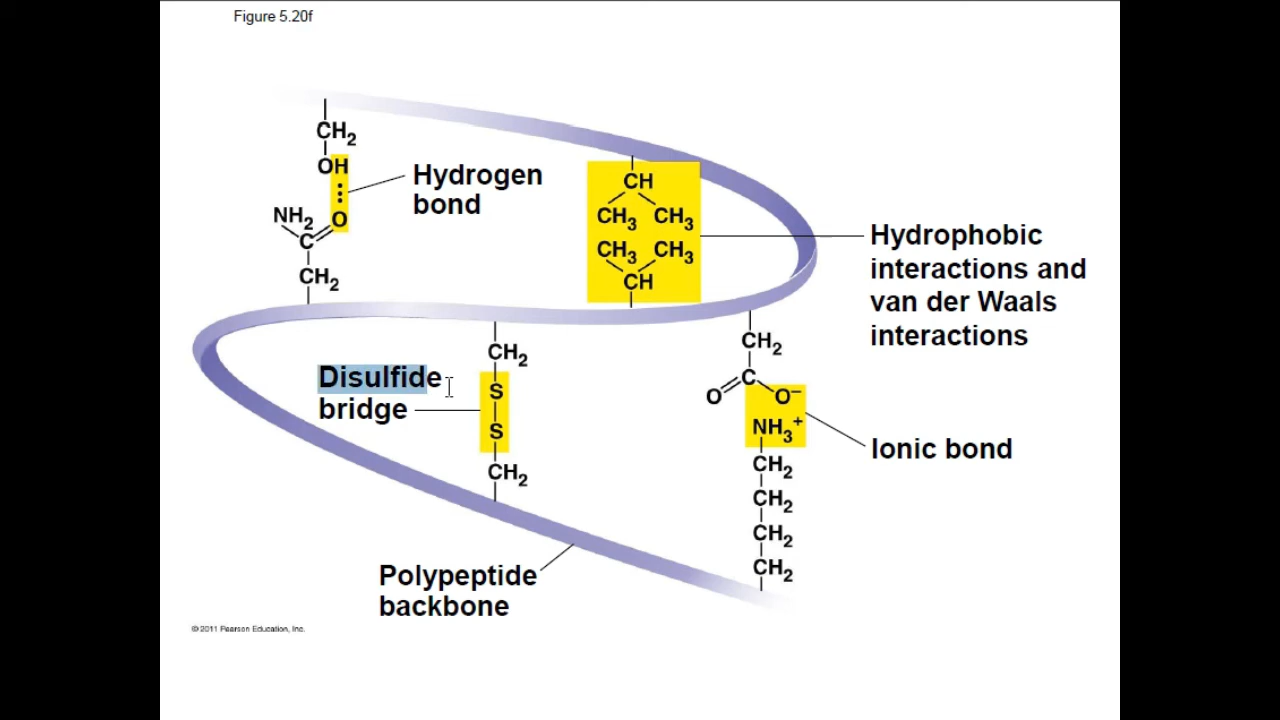 Figure 5.20f
CH₂
OH
Hydrogen
bond
NH₂
O
C
CH₂
CH
CH₃ CH₃
CH₃ CH₃
CH
Hydrophobic
interactions and
van der Waals
interactions
Disulfide
bridge
CH₂
S
S
CH₂
CH₂
C
O
O⁻
NH₃⁺
CH₂
CH₂
CH₂
CH₂
Ionic bond
Polypeptide
backbone
© 2011 Pearson Education, Inc.